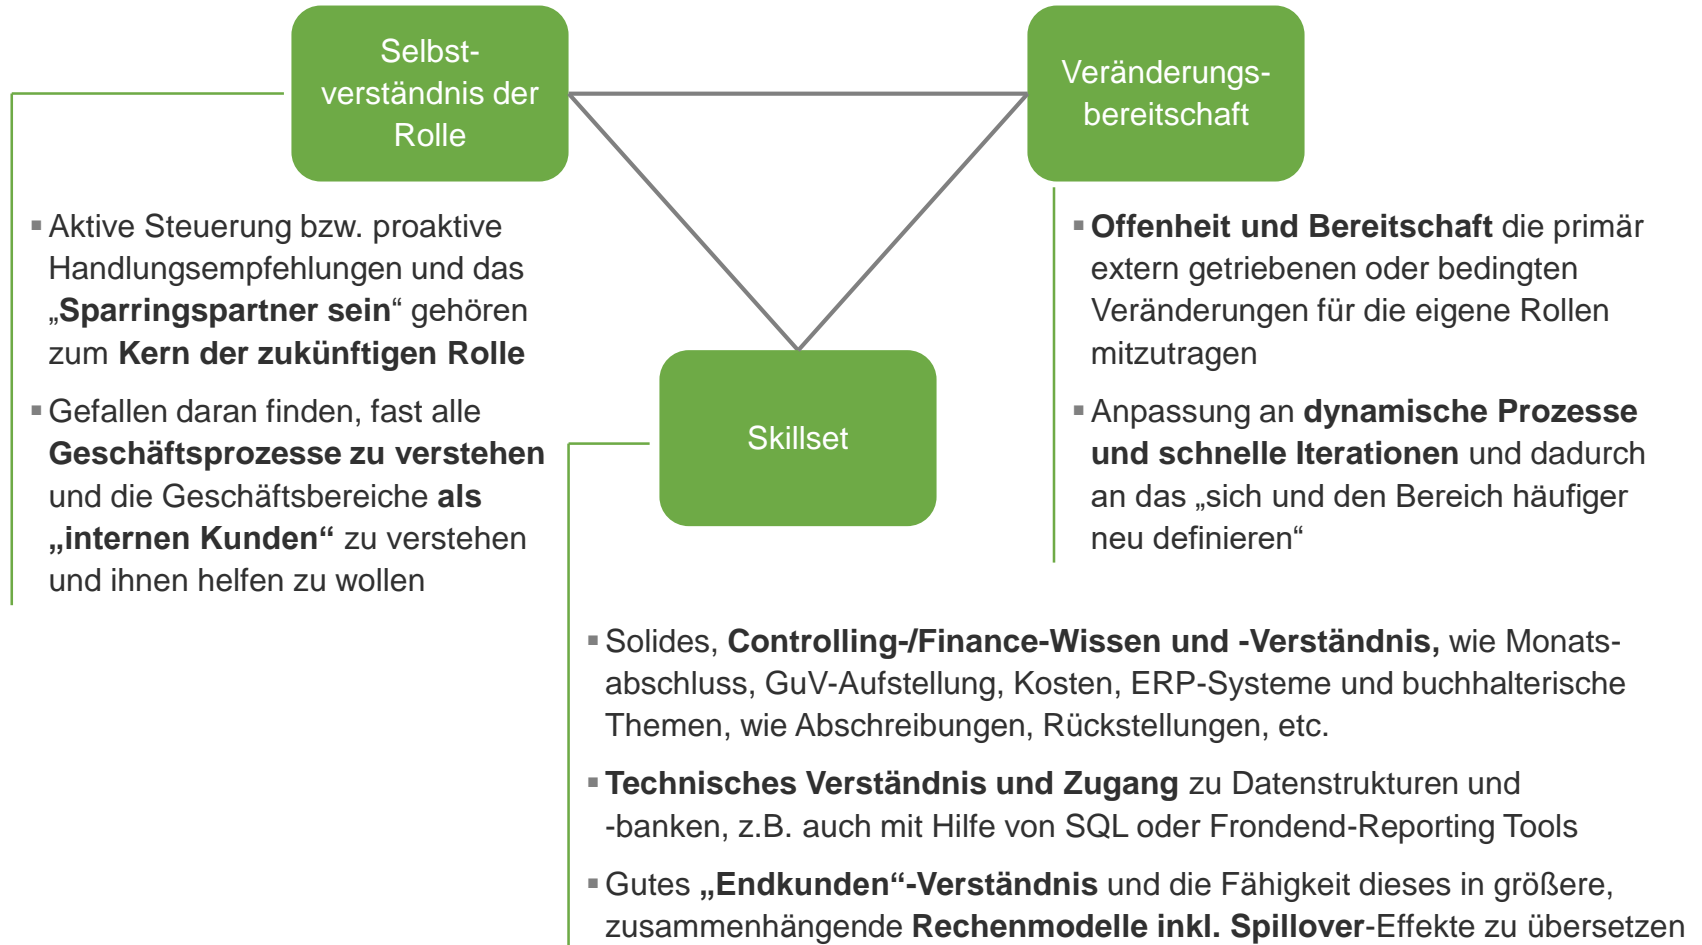 Selbst-
verständnis der
Rolle
Veränderungs-
bereitschaft
Skillset
▪ Aktive Steuerung bzw. proaktive
Handlungsempfehlungen und das
„Sparringspartner sein“ gehören
zum Kern der zukünftigen Rolle
▪ Gefallen daran finden, fast alle
Geschäftsprozesse zu verstehen
und die Geschäftsbereiche als
„internen Kunden“ zu verstehen
und ihnen helfen zu wollen
▪ Offenheit und Bereitschaft die primär
extern getriebenen oder bedingten
Veränderungen für die eigene Rollen
mitzutragen
▪ Anpassung an dynamische Prozesse
und schnelle Iterationen und dadurch
an das „sich und den Bereich häufiger
neu definieren“
▪ Solides, Controlling-/Finance-Wissen und -Verständnis, wie Monats-
abschluss, GuV-Aufstellung, Kosten, ERP-Systeme und buchhalterische
Themen, wie Abschreibungen, Rückstellungen, etc.
▪ Technisches Verständnis und Zugang zu Datenstrukturen und
-banken, z.B. auch mit Hilfe von SQL oder Frondend-Reporting Tools
▪ Gutes „Endkunden“-Verständnis und die Fähigkeit dieses in größere,
zusammenhängende Rechenmodelle inkl. Spillover-Effekte zu übersetzen